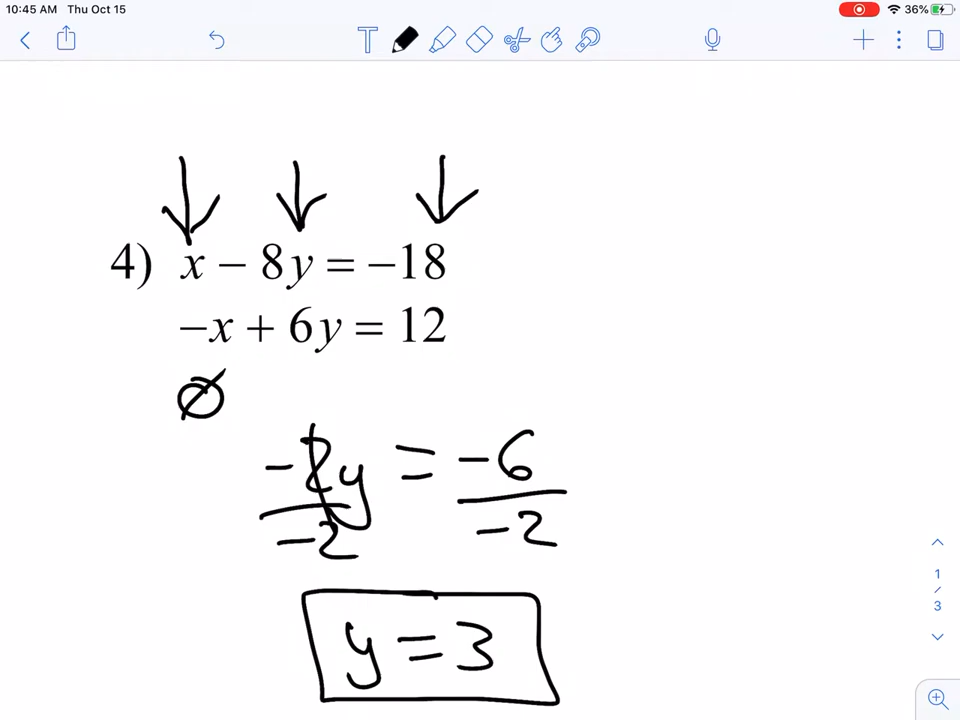 10:45 AM Thu Oct 15 36%
T
4) x − 8y = −18
−x + 6y = 12
0
−2y = −6
−2 −2
y = 3
1
/
3